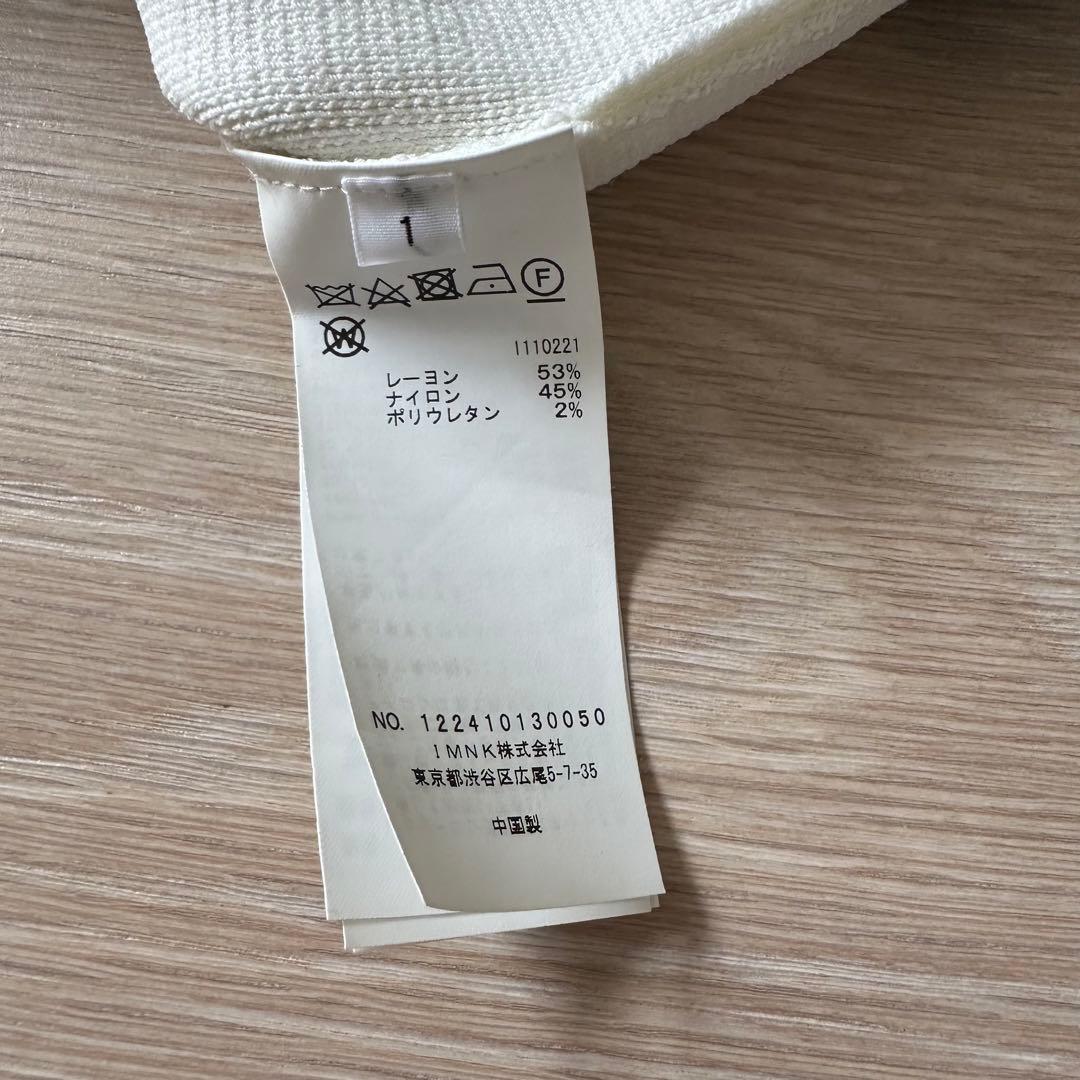 1
F
W
1110221
レーヨン 53%
ナイロン 45%
ポリウレタン 2%
NO. 122410130050
IMNK株式会社
東京都渋谷区広尾5-7-35
中国製